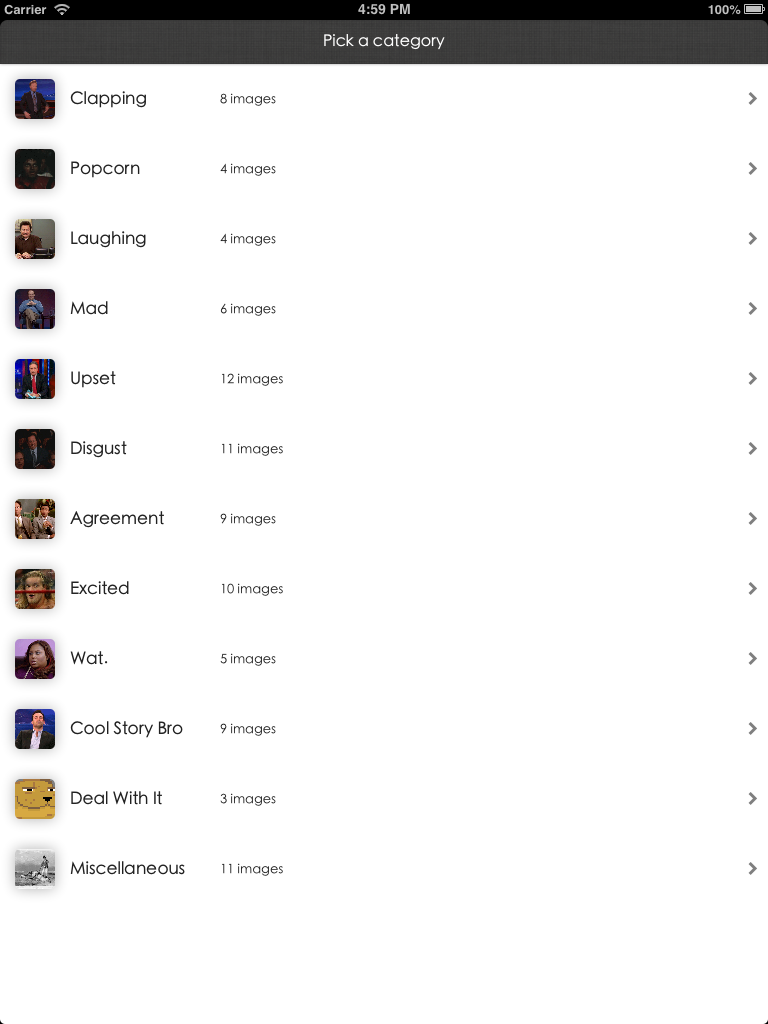 Carrier 4:59 PM 100%
Pick a category
Clapping 8 images
Popcorn 4 images
Laughing 4 images
Mad 6 images
Upset 12 images
Disgust 11 images
Agreement 9 images
Excited 10 images
Wat. 5 images
Cool Story Bro 9 images
Deal With It 3 images
Miscellaneous 11 images